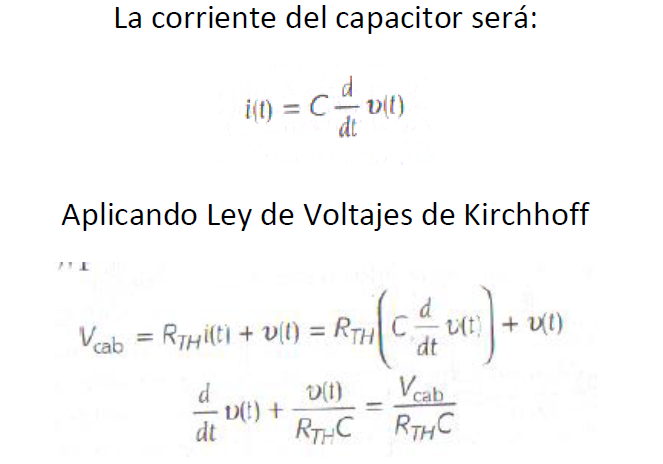 La corriente del capacitor será:
i(t) = C d/dt υ(t)
Aplicando Ley de Voltajes de Kirchhoff
V_cab = R_TH i(t) + υ(t) = R_TH ( C d/dt υ(t) ) + υ(t)
d/dt υ(t) + υ(t)/R_TH C = V_cab/R_TH C